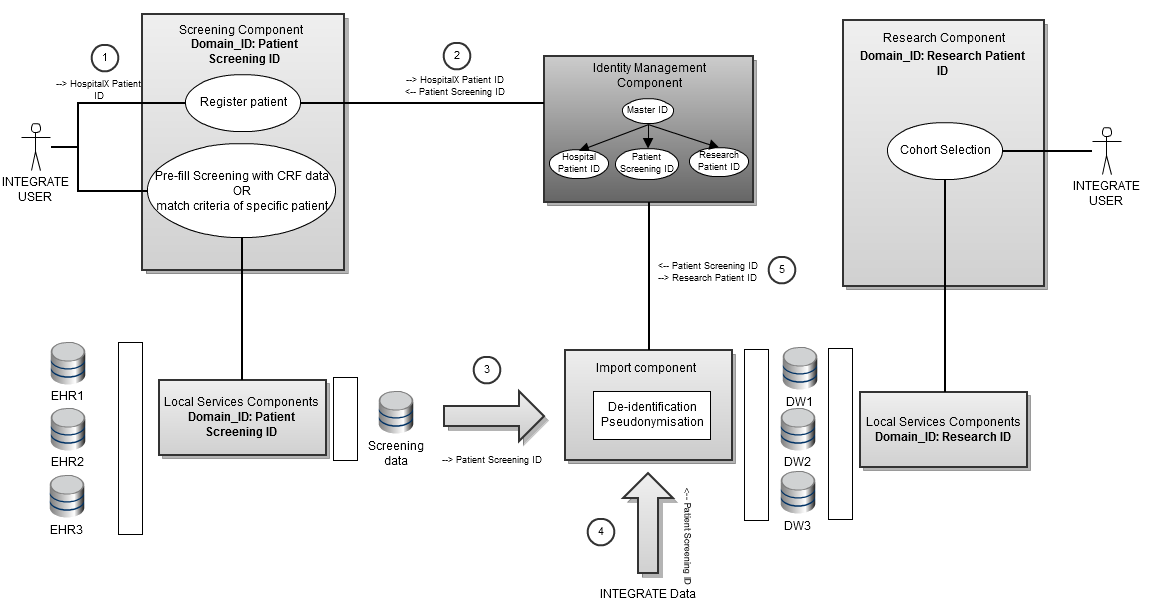 Screening Component
Domain_ID: Patient
Screening ID
1
--> HospitalX Patient
ID
Register patient
Pre-fill Screening with CRF data
OR
match criteria of specific patient
INTEGRATE
USER
2
--> HospitalX Patient ID
<-- Patient Screening ID
Identity Management
Component
Master ID
Hospital
Patient ID
Patient
Screening ID
Research
Patient ID
Research Component
Domain_ID: Research Patient
ID
Cohort Selection
INTEGRATE
USER
<-- Patient Screening ID
--> Research Patient ID
5
EHR1
EHR2
EHR3
Local Services Components
Domain_ID: Patient
Screening ID
Screening
data
3
--> Patient Screening ID
Import component
De-identification
Pseudonymisation
4
<-- Patient Screening ID
INTEGRATE Data
DW1
DW2
DW3
Local Services Components
Domain_ID: Research ID